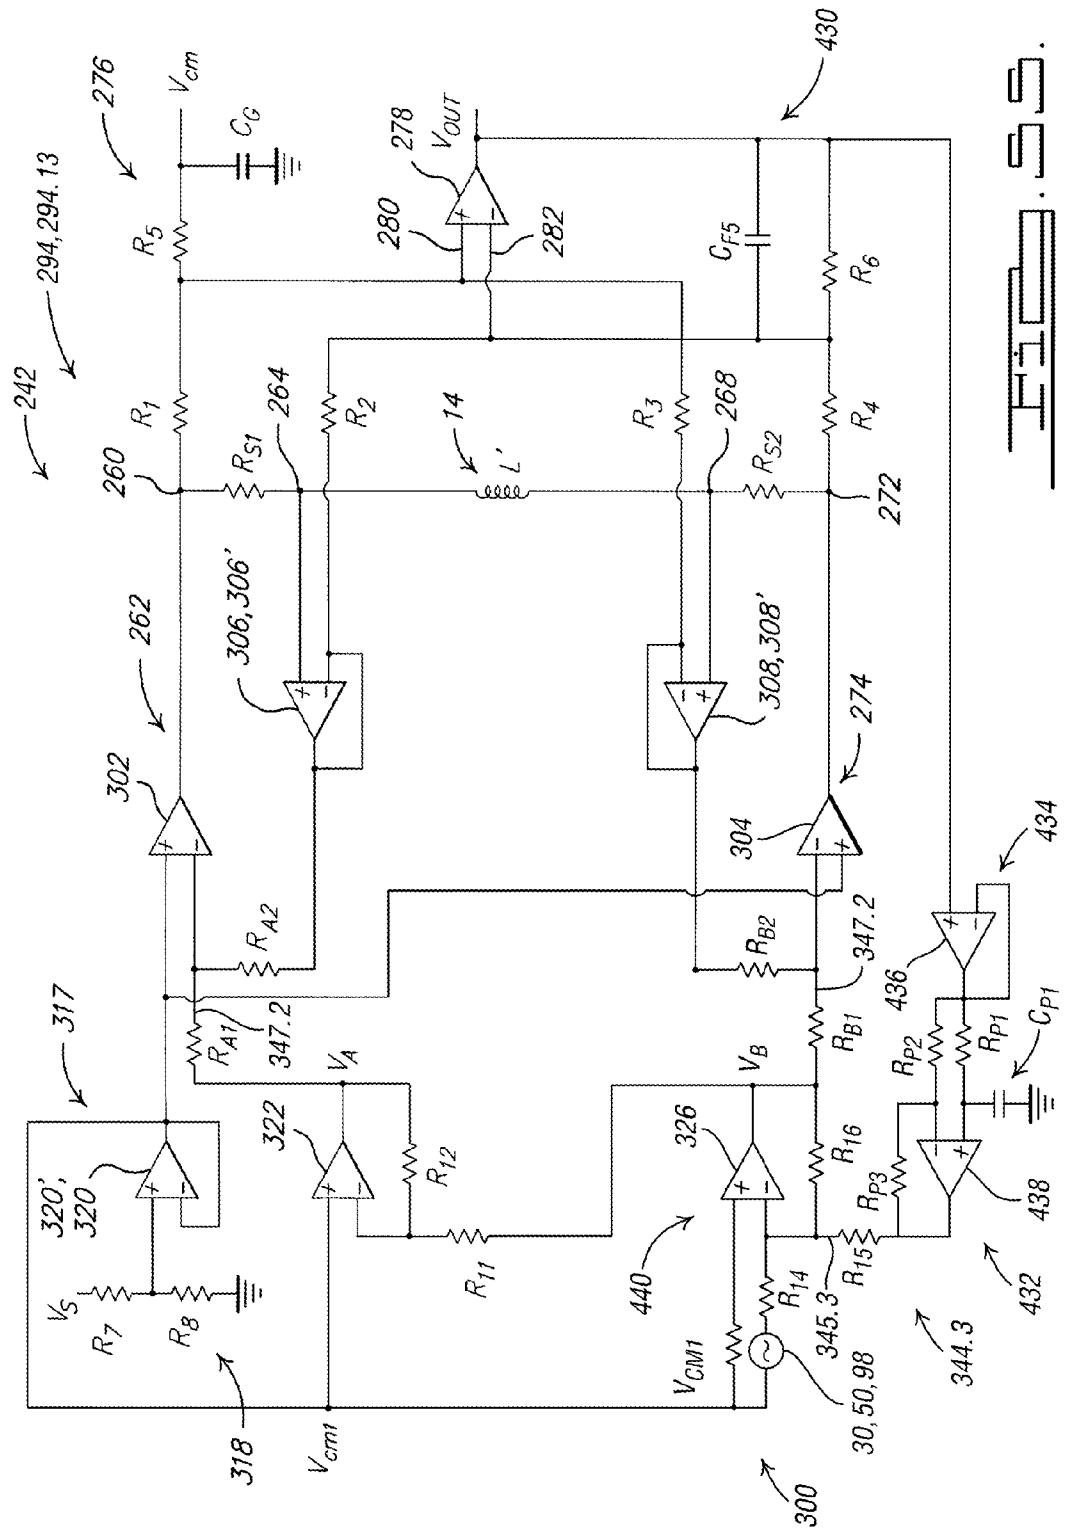 242
294,294.13
276
260
R1
R5
Vcm
CG
RS1
264
R2
280
278
VOUT
282
430
14
L'
268
R3
RS2
CF5
R4
R6
272
262
302
306,306'
308,308'
274
304
317
320',
320
VS
R7
R8
318
RA1
RA2
347.2
VA
322
R12
R11
VB
RB1
RB2
347.2
326
R16
440
VCM1
R14
R15
345.3
30,50,98
Vcm1
300
344.3
432
RP3
438
RP2
RP1
CP1
436
434
FIG. 55.